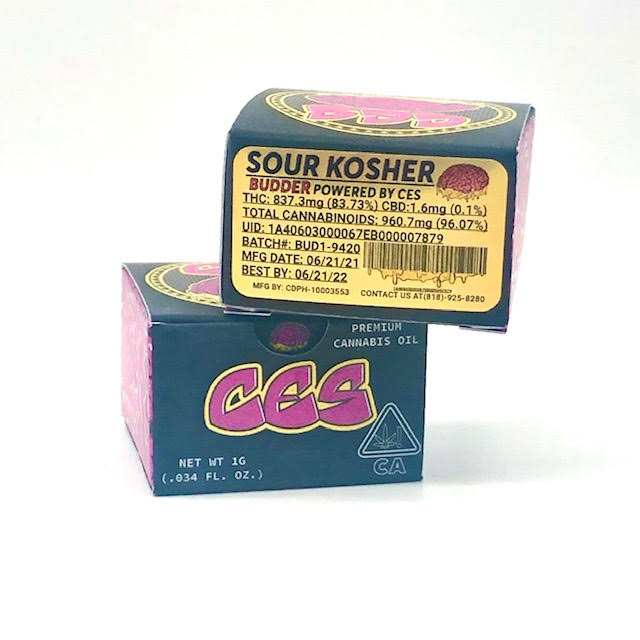 CES
SOUR KOSHER
BUDDER POWERED BY CES
THC: 837.3mg (83.73%) CBD:1.6mg (0.1%)
TOTAL CANNABINOIDS: 960.7mg (96.07%)
UID: 1A40603000067EB000007879
BATCH#: BUD1-9420
MFG DATE: 06/21/21
BEST BY: 06/21/22
MFG BY: CDPH-10003553 CONTACT US AT(818)-925-8280
PREMIUM
CANNABIS OIL
CES
NET WT 1G
(.034 FL. OZ.)
CA